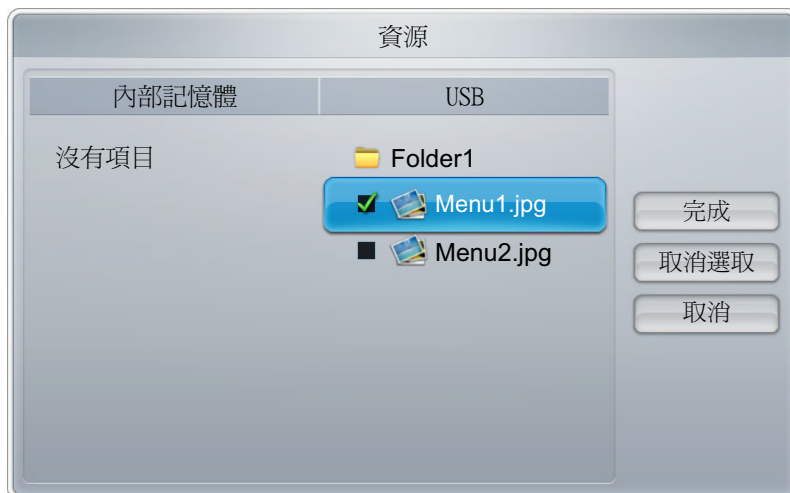 資源
內部記憶體 USB
沒有項目 Folder1
Menu1.jpg
Menu2.jpg
完成
取消選取
取消